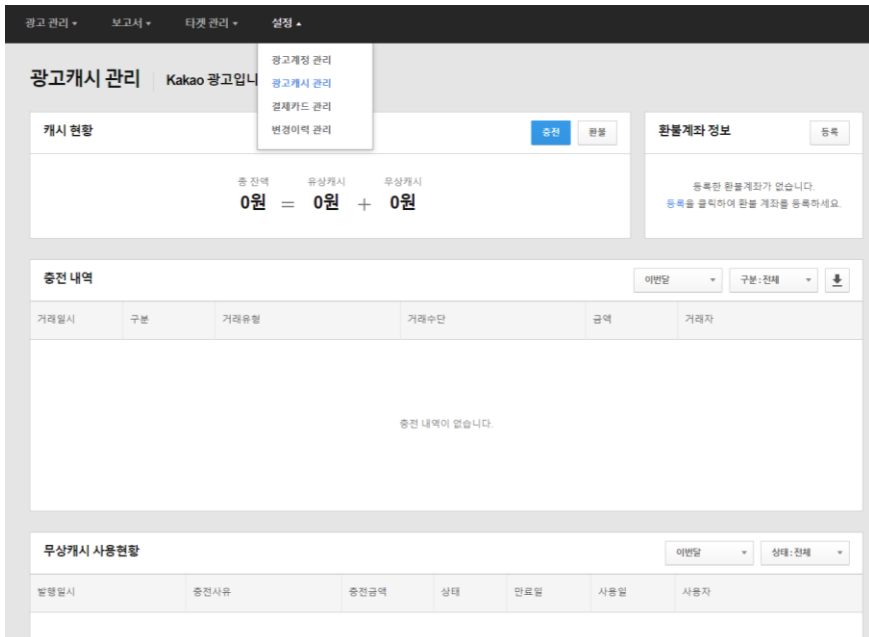 광고 관리 보고서 타겟 관리 설정
광고계정 관리
광고캐시 관리
결제카드 관리
변경이력 관리
광고캐시 관리 Kakao 광고입니
캐시 현황 충전 환불
총 잔액 유상캐시 무상캐시
0원 = 0원 + 0원
환불계좌 정보 등록
등록한 환불계좌가 없습니다.
등록을 클릭하여 환불 계좌를 등록하세요.
충전 내역 이번달 구분:전체
거래일시 구분 거래유형 거래수단 금액 거래자
충전 내역이 없습니다.
무상캐시 사용현황 이번달 상태:전체
발행일시 충전사유 충전금액 상태 만료일 사용일 사용자